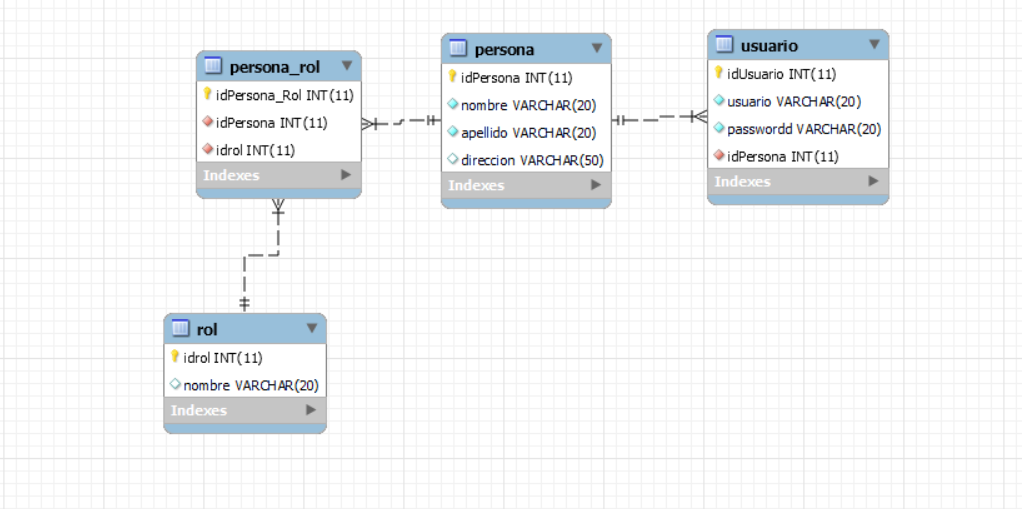 persona_rol
idPersona_Rol INT(11)
idPersona INT(11)
idrol INT(11)
Indexes
persona
idPersona INT(11)
nombre VARCHAR(20)
apellido VARCHAR(20)
direccion VARCHAR(50)
Indexes
usuario
idUsuario INT(11)
usuario VARCHAR(20)
passwordd VARCHAR(20)
idPersona INT(11)
Indexes
rol
idrol INT(11)
nombre VARCHAR(20)
Indexes